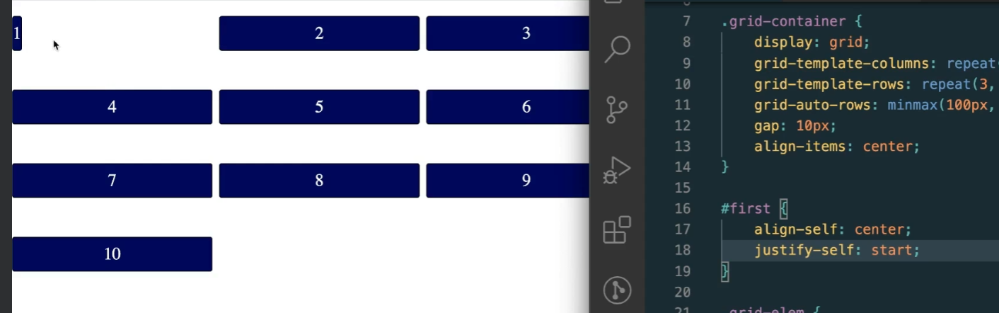 1
2
3
4
5
6
7
8
9
10
7 .grid-container {
8 display: grid;
9 grid-template-columns: repeat(
10 grid-template-rows: repeat(3,
11 grid-auto-rows: minmax(100px,
12 gap: 10px;
13 align-items: center;
14 }
15
16 #first {
17 align-self: center;
18 justify-self: start;
19 }
20
21 .grid-elem {